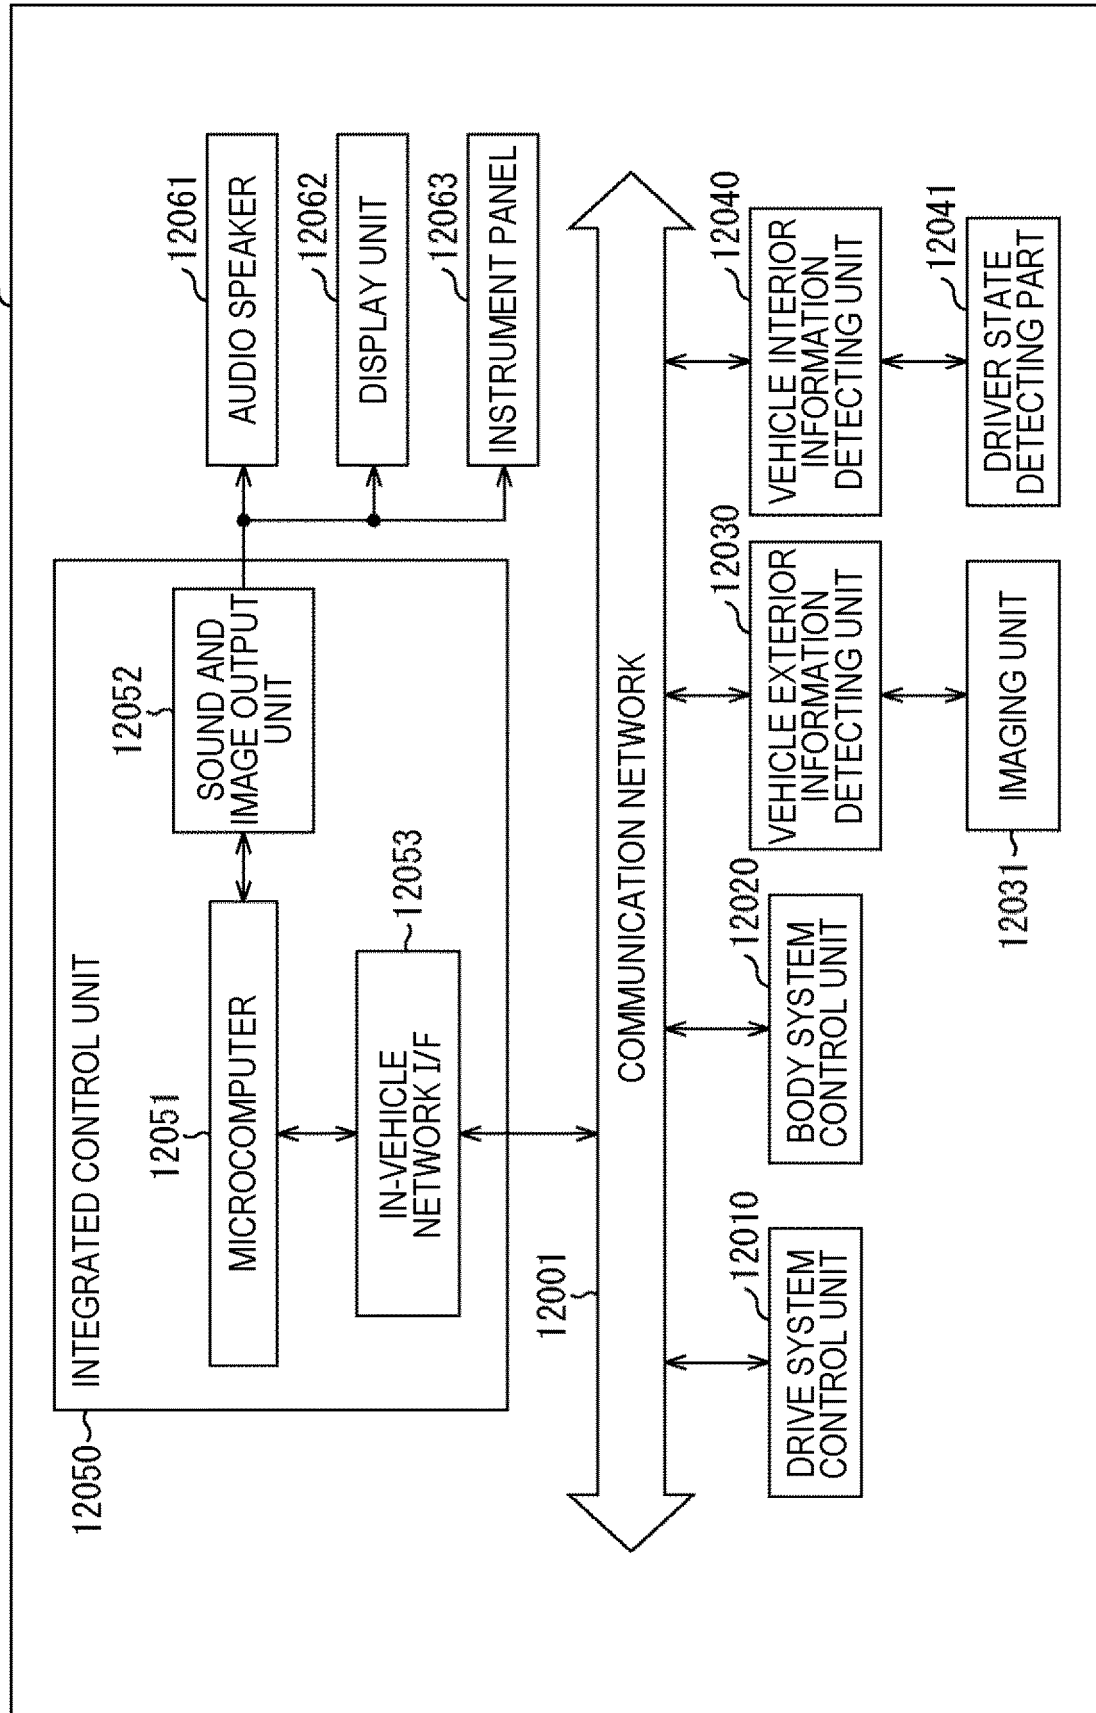 12050
INTEGRATED CONTROL UNIT
12051
MICROCOMPUTER
12052
SOUND AND
IMAGE OUTPUT
UNIT
12053
IN-VEHICLE
NETWORK I/F
12061
AUDIO SPEAKER
12062
DISPLAY UNIT
12063
INSTRUMENT PANEL
12001
COMMUNICATION NETWORK
12010
DRIVE SYSTEM
CONTROL UNIT
12020
BODY SYSTEM
CONTROL UNIT
12030
VEHICLE EXTERIOR
INFORMATION
DETECTING UNIT
12040
VEHICLE INTERIOR
INFORMATION
DETECTING UNIT
12031
IMAGING UNIT
12041
DRIVER STATE
DETECTING PART